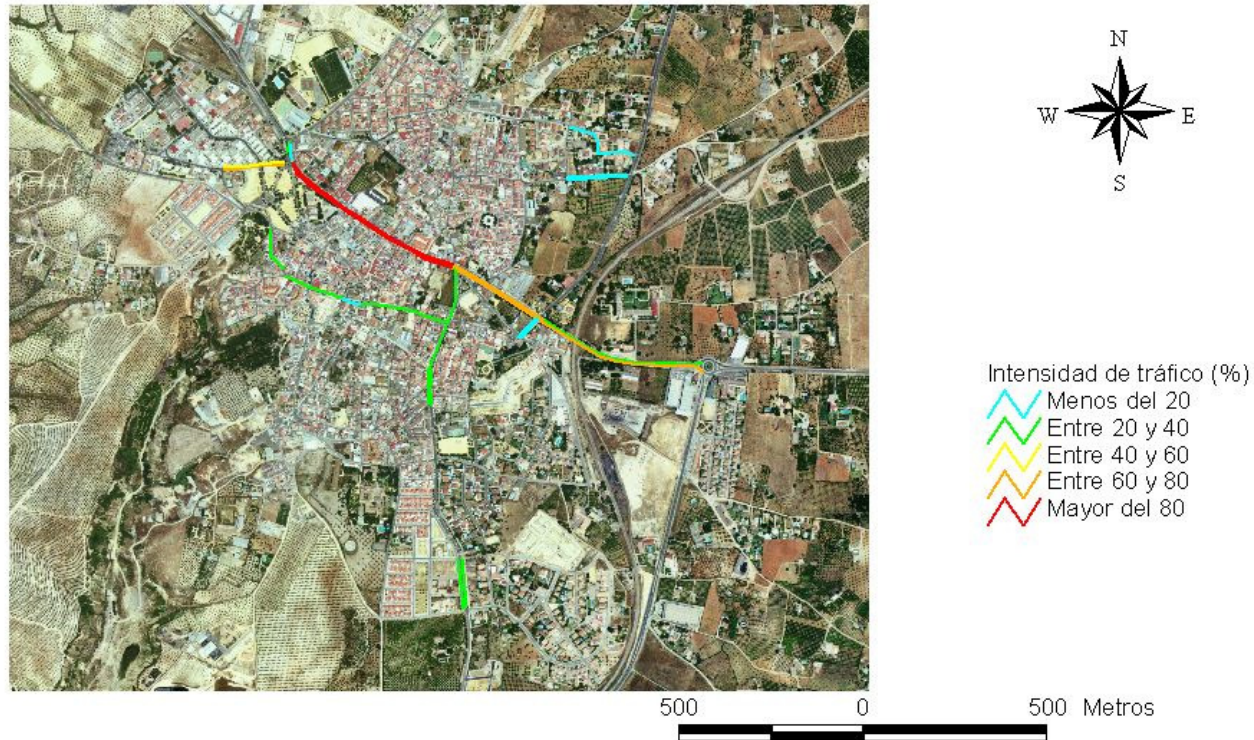 N
W E
S
Intensidad de tráfico (%)
Menos del 20
Entre 20 y 40
Entre 40 y 60
Entre 60 y 80
Mayor del 80
500 0 500 Metros